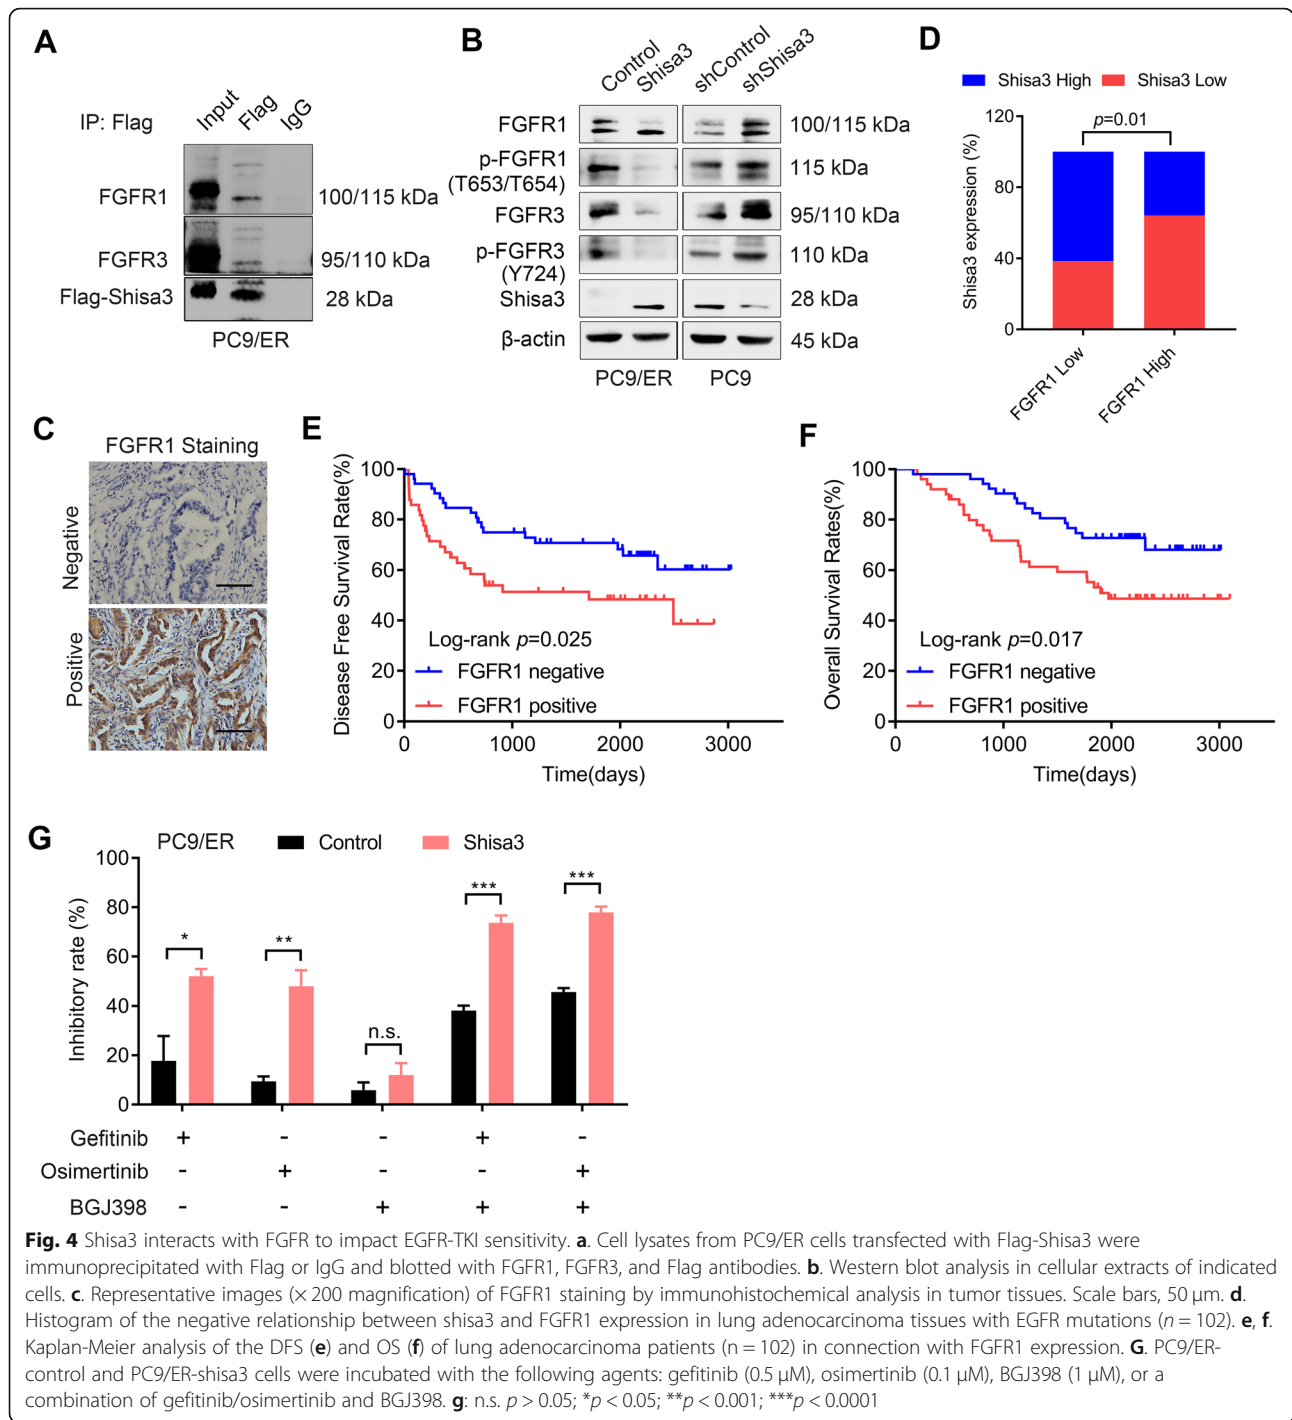 A
IP: Flag
Input
Flag
IgG
FGFR1
100/115 kDa
FGFR3
95/110 kDa
Flag-Shisa3
28 kDa
PC9/ER
B
Control
Shisa3
shControl
shShisa3
FGFR1
100/115 kDa
p-FGFR1
(T653/T654)
115 kDa
FGFR3
95/110 kDa
p-FGFR3
(Y724)
110 kDa
Shisa3
28 kDa
β-actin
45 kDa
PC9/ER
PC9
D
Shisa3 High
Shisa3 Low
p=0.01
Shisa3 expression (%)
120
80
40
0
FGFR1 Low
FGFR1 High
C
FGFR1 Staining
Negative
Positive
E
Disease Free Survival Rate(%)
100
80
60
40
20
0
Log-rank p=0.025
FGFR1 negative
FGFR1 positive
0
1000
2000
3000
Time(days)
F
Overall Survival Rates(%)
100
80
60
40
20
0
Log-rank p=0.017
FGFR1 negative
FGFR1 positive
0
1000
2000
3000
Time(days)
G
PC9/ER
Control
Shisa3
Inhibitory rate (%)
100
80
60
40
20
0
*
**
n.s.
***
***
Gefitinib + - - + -
Osimertinib - + - - +
BGJ398 - - + + +
Fig. 4 Shisa3 interacts with FGFR to impact EGFR-TKI sensitivity. a. Cell lysates from PC9/ER cells transfected with Flag-Shisa3 were
immunoprecipitated with Flag or IgG and blotted with FGFR1, FGFR3, and Flag antibodies. b. Western blot analysis in cellular extracts of indicated
cells. c. Representative images (× 200 magnification) of FGFR1 staining by immunohistochemical analysis in tumor tissues. Scale bars, 50 μm. d.
Histogram of the negative relationship between shisa3 and FGFR1 expression in lung adenocarcinoma tissues with EGFR mutations (n = 102). e, f.
Kaplan-Meier analysis of the DFS (e) and OS (f) of lung adenocarcinoma patients (n = 102) in connection with FGFR1 expression. G. PC9/ER-
control and PC9/ER-shisa3 cells were incubated with the following agents: gefitinib (0.5 μM), osimertinib (0.1 μM), BGJ398 (1 μM), or a
combination of gefitinib/osimertinib and BGJ398. g: n.s. p > 0.05; *p < 0.05; **p < 0.001; ***p < 0.0001